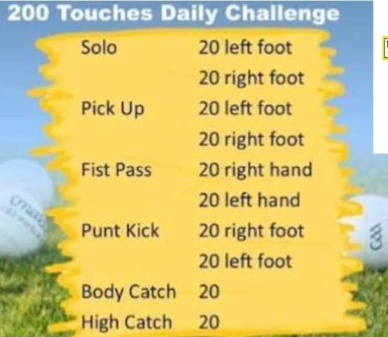 200 Touches Daily Challenge
Solo 20 left foot
20 right foot
Pick Up 20 left foot
20 right foot
Fist Pass 20 right hand
20 left hand
Punt Kick 20 right foot
20 left foot
Body Catch 20
High Catch 20